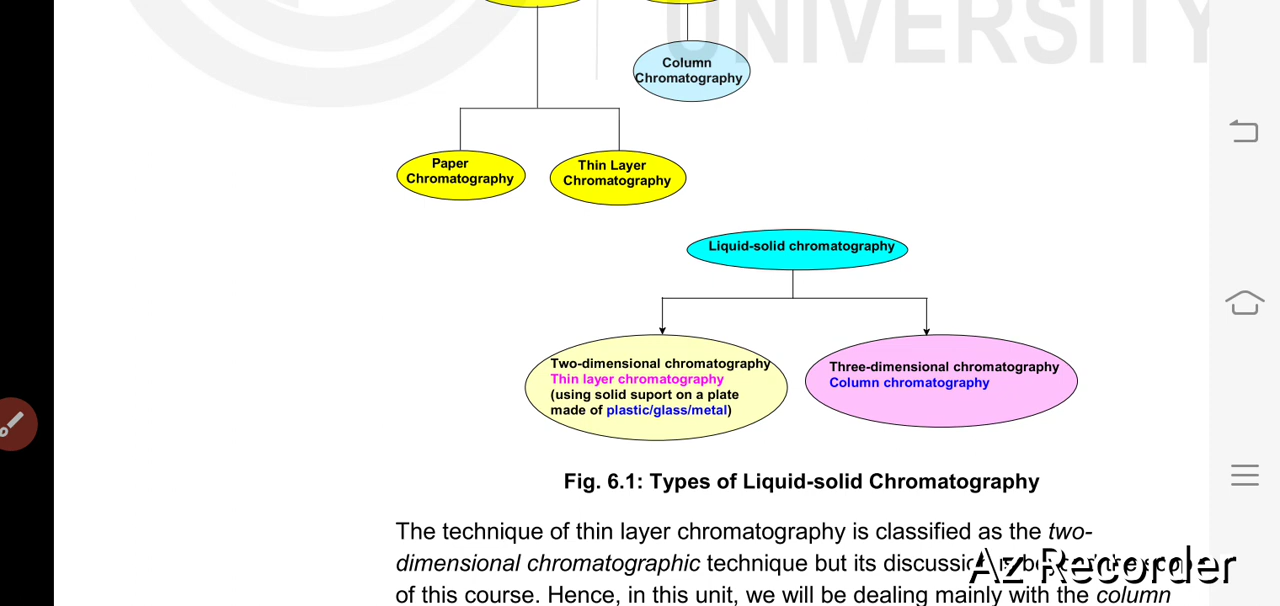 UNIVERSITY
Column
Chromatography
Paper
Chromatography
Thin Layer
Chromatography
Liquid-solid chromatography
Two-dimensional chromatography
Thin layer chromatography
(using solid suport on a plate
made of plastic/glass/metal)
Three-dimensional chromatography
Column chromatography
Fig. 6.1: Types of Liquid-solid Chromatography
The technique of thin layer chromatography is classified as the two-
dimensional chromatographic technique but its
Az Recorder
of this course. Hence, in this unit, we will be dealing mainly with the column